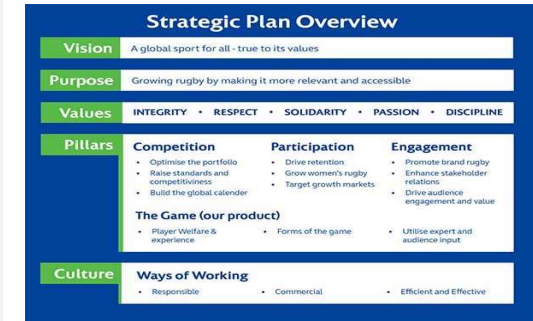 Strategic Plan Overview
Vision
A global sport for all - true to its values
Purpose
Growing rugby by making it more relevant and accessible
Values
INTEGRITY • RESPECT • SOLIDARITY • PASSION • DISCIPLINE
Pillars
Competition
• Optimise the portfolio
• Raise standards and
competitiviness
• Build the global calender
Participation
• Drive retention
• Grow women's rugby
• Target growth markets
Engagement
• Promote brand rugby
• Enhance stakeholder
relations
• Drive audience
engagement and value
The Game (our product)
• Player Welfare &
experience
• Forms of the game
• Utilise expert and
audience input
Culture
Ways of Working
• Responsible
• Commercial
• Efficient and Effective